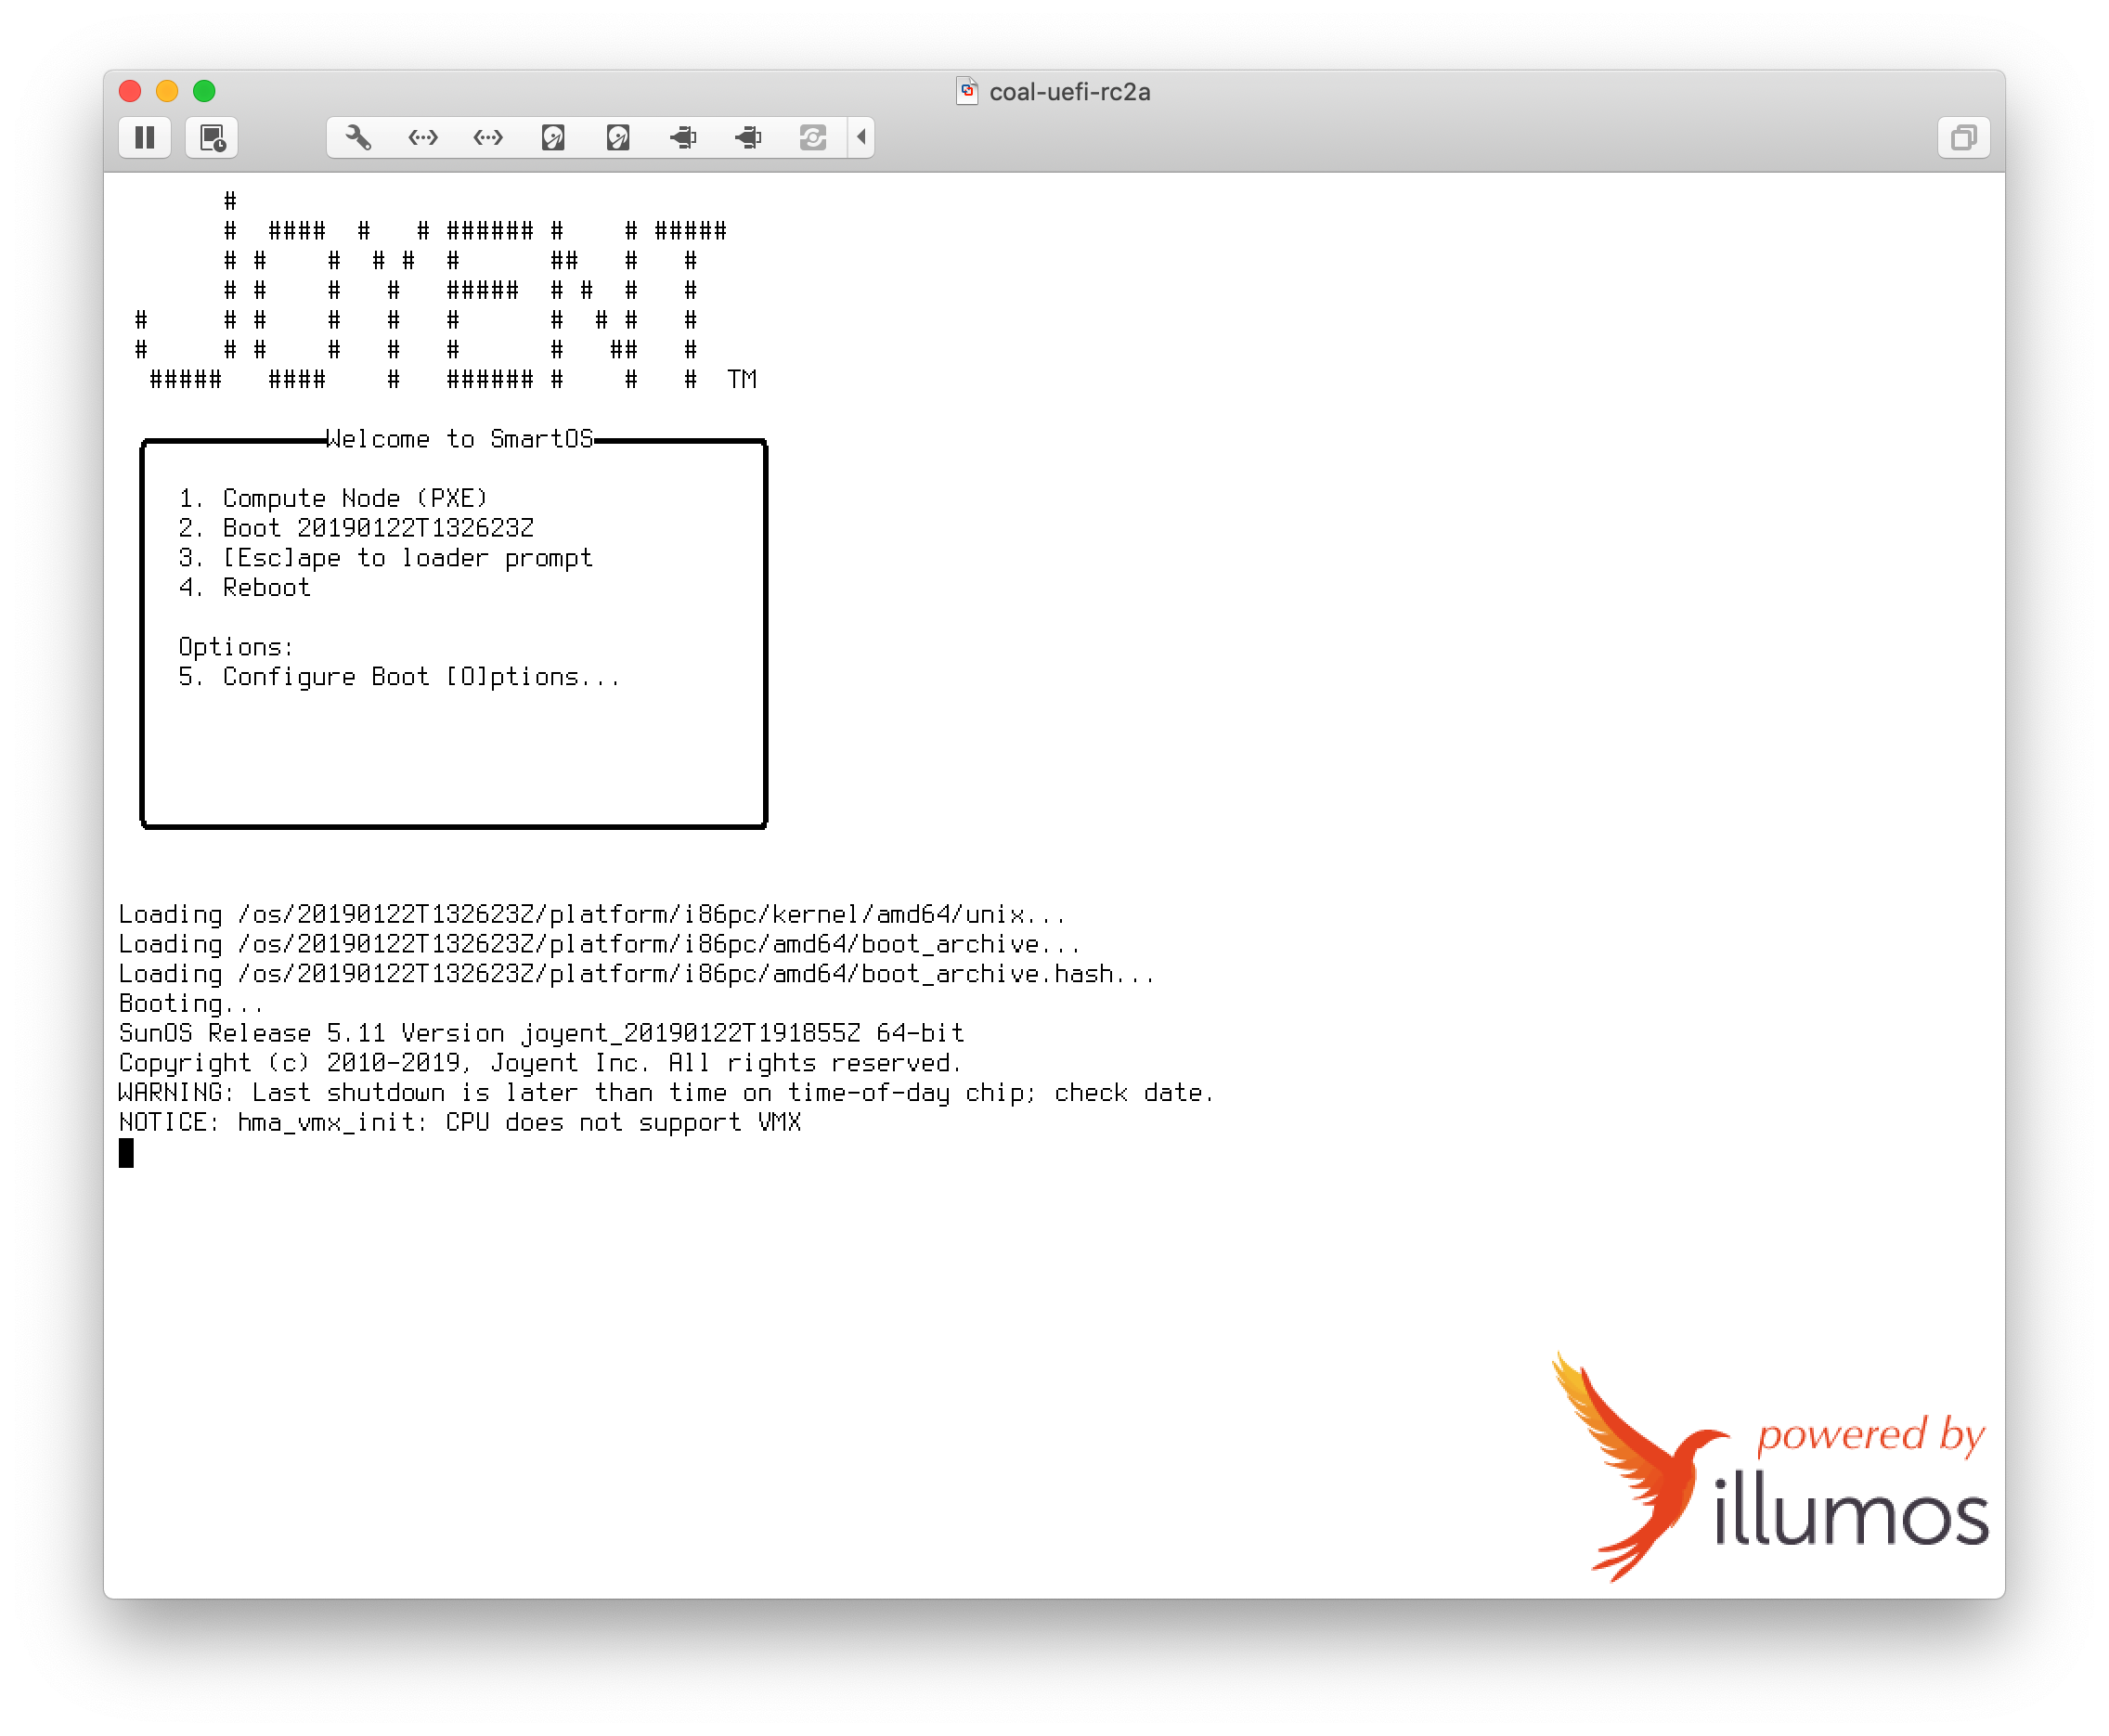 coal-uefi-rc2a
JOYENT TM
Welcome to SmartOS
1. Compute Node (PXE)
2. Boot 20190122T132623Z
3. [Esc]ape to loader prompt
4. Reboot
Options:
5. Configure Boot [O]ptions...
Loading /os/20190122T132623Z/platform/i86pc/kernel/amd64/unix...
Loading /os/20190122T132623Z/platform/i86pc/amd64/boot_archive...
Loading /os/20190122T132623Z/platform/i86pc/amd64/boot_archive.hash...
Booting...
SunOS Release 5.11 Version joyent_20190122T191855Z 64-bit
Copyright (c) 2010-2019, Joyent Inc. All rights reserved.
WARNING: Last shutdown is later than time on time-of-day chip; check date.
NOTICE: hma_vmx_init: CPU does not support VMX
powered by
illumos